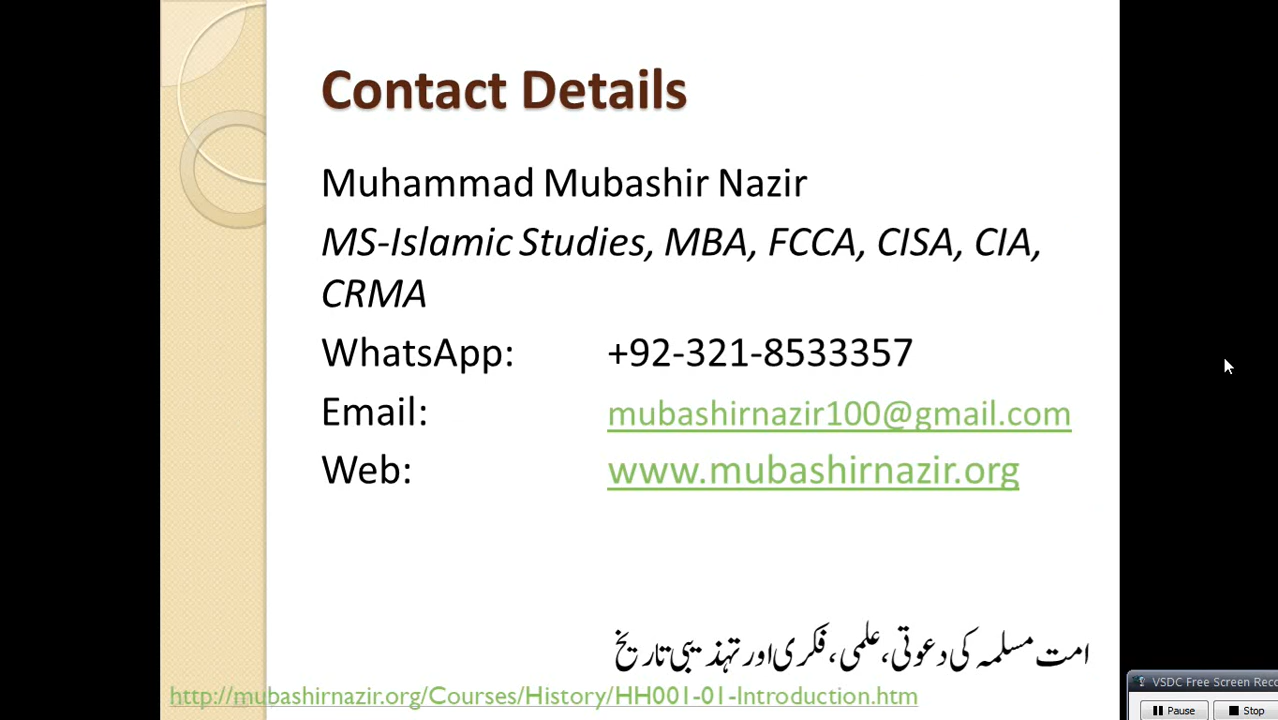 Contact Details
Muhammad Mubashir Nazir
MS-Islamic Studies, MBA, FCCA, CISA, CIA,
CRMA
WhatsApp: +92-321-8533357
Email: mubashirnazir100@gmail.com
Web: www.mubashirnazir.org
امت مسلمہ کی دعوتی، علمی، فکری اور تہذیبی تاریخ
http://mubashirnazir.org/Courses/History/HH001-01-Introduction.htm
VSDC Free Screen Reco
Pause Stop